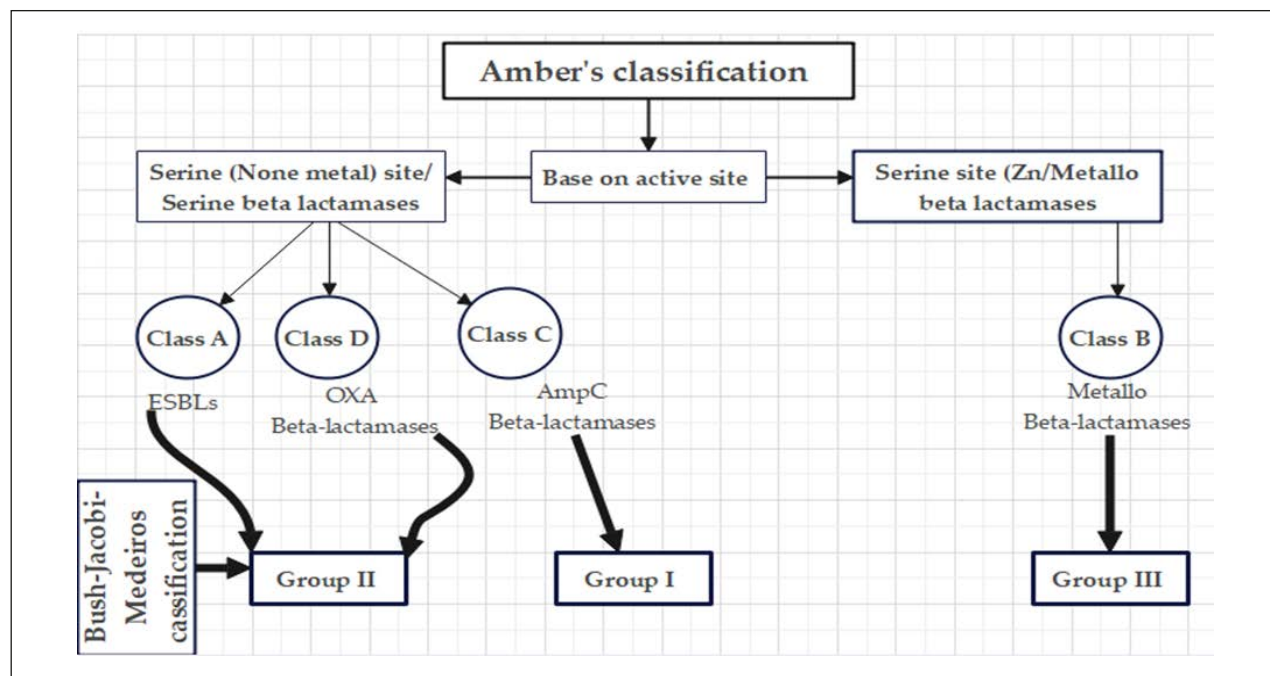 Amber's classification
Serine (None metal) site/
Serine beta lactamases
Base on active site
Serine site (Zn/Metallo
beta lactamases
Class A
Class D
Class C
Class B
ESBLs
OXA
Beta-lactamases
AmpC
Beta-lactamases
Metallo
Beta-lactamases
Bush-Jacobi-
Medeiros
cassification
Group II
Group I
Group III